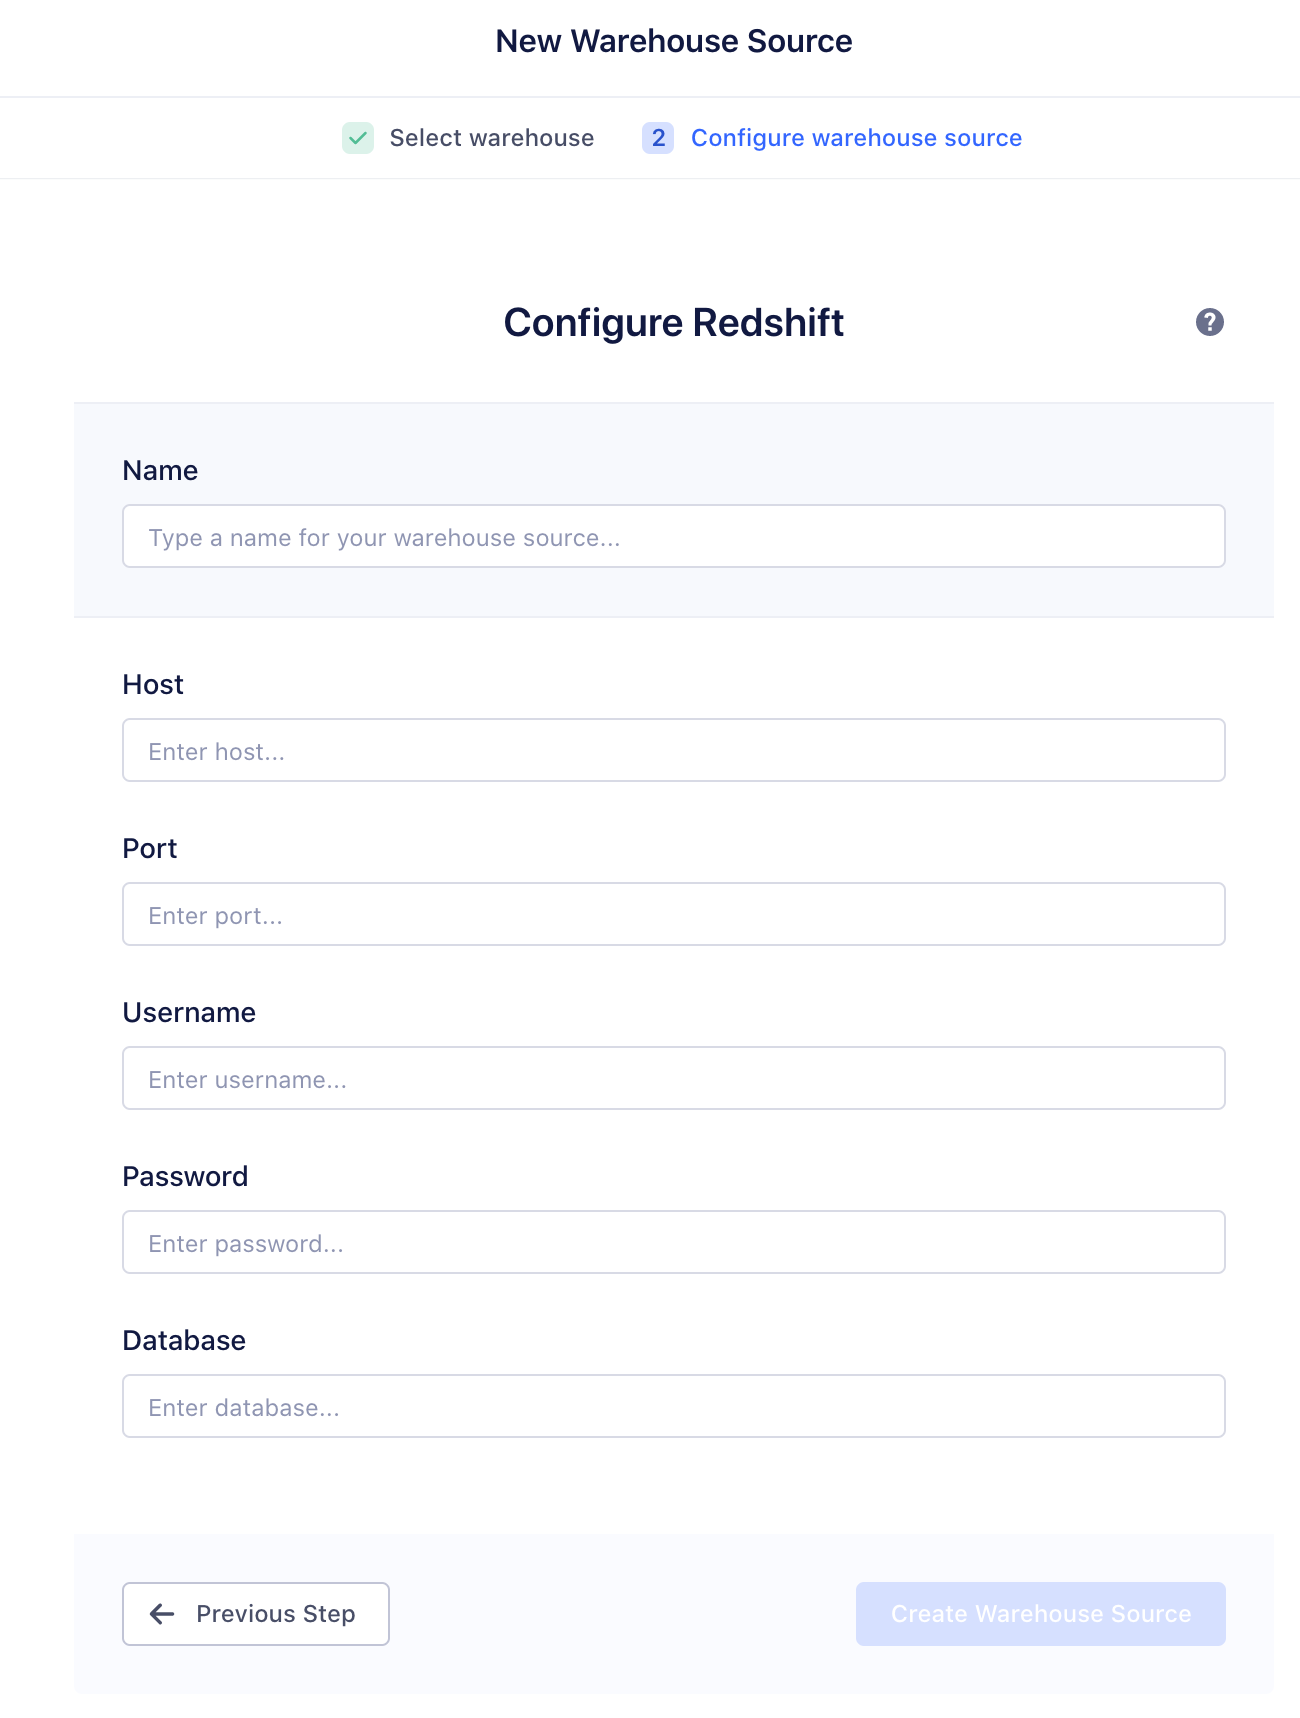 New Warehouse Source
Select warehouse
2 Configure warehouse source
Configure Redshift
?
Name
Type a name for your warehouse source...
Host
Enter host...
Port
Enter port...
Username
Enter username...
Password
Enter password...
Database
Enter database...
Previous Step
Create Warehouse Source